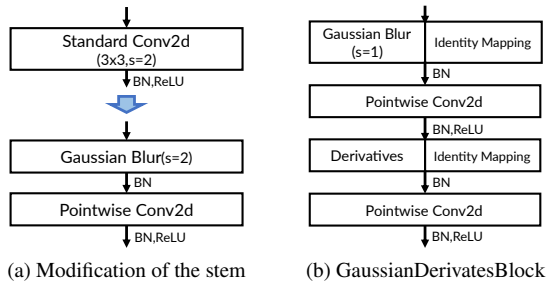 Standard Conv2d
(3x3,s=2)
BN,ReLU
Gaussian Blur(s=2)
BN
Pointwise Conv2d
BN,ReLU
(a) Modification of the stem
Gaussian Blur
(s=1)
Identity Mapping
BN
Pointwise Conv2d
BN,ReLU
Derivatives
Identity Mapping
BN
Pointwise Conv2d
BN,ReLU
(b) GaussianDerivatesBlock